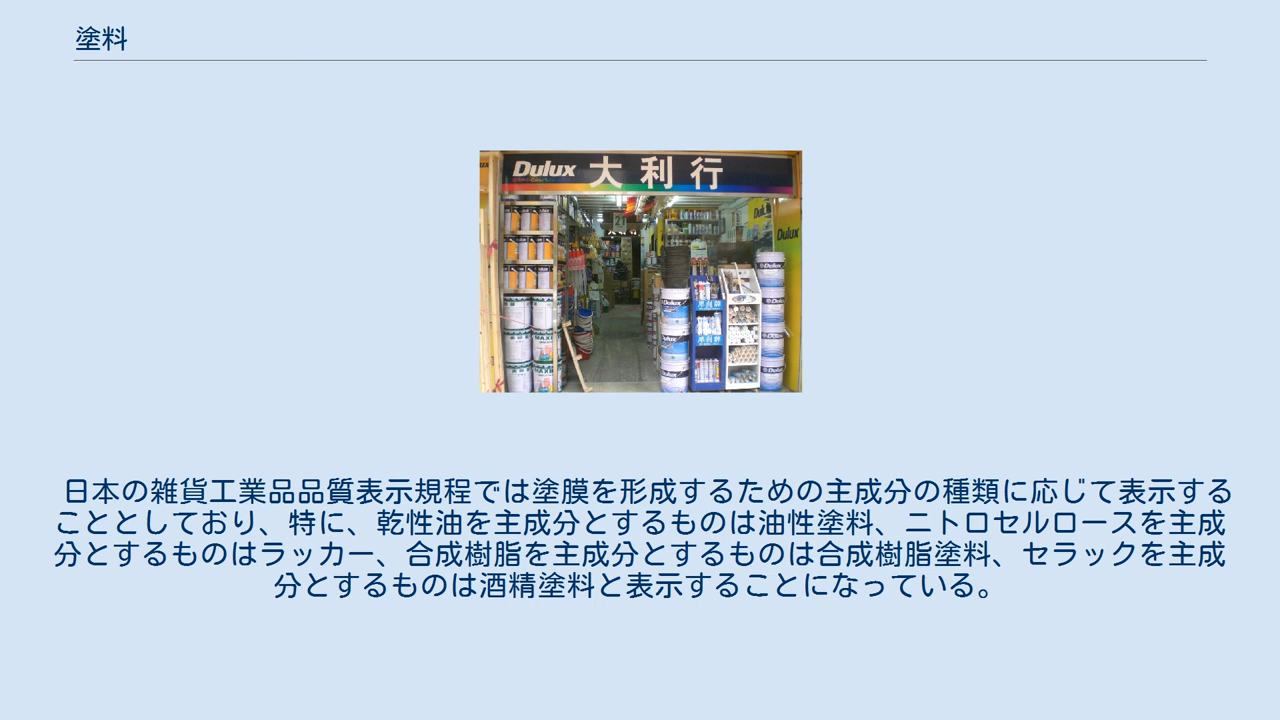 塗料
Dulux 大利行
21
Dulux
Dulux
Dulux
Dulux
Dulux
日本の雑貨工業品品質表示規程では塗膜を形成するための主成分の種類に応じて表示する
こととしており、特に、乾性油を主成分とするものは油性塗料、ニトロセルロースを主成
分とするものはラッカー、合成樹脂を主成分とするものは合成樹脂塗料、セラックを主成
分とするものは酒精塗料と表示することになっている。